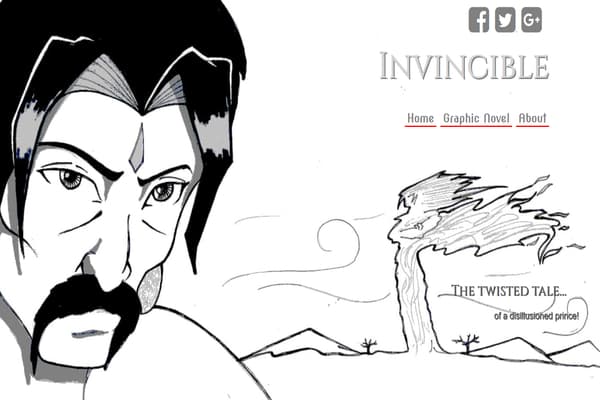 INVINCIBLE
Home Graphic Novel About
THE TWISTED TALE...
of a disillusioned prince!